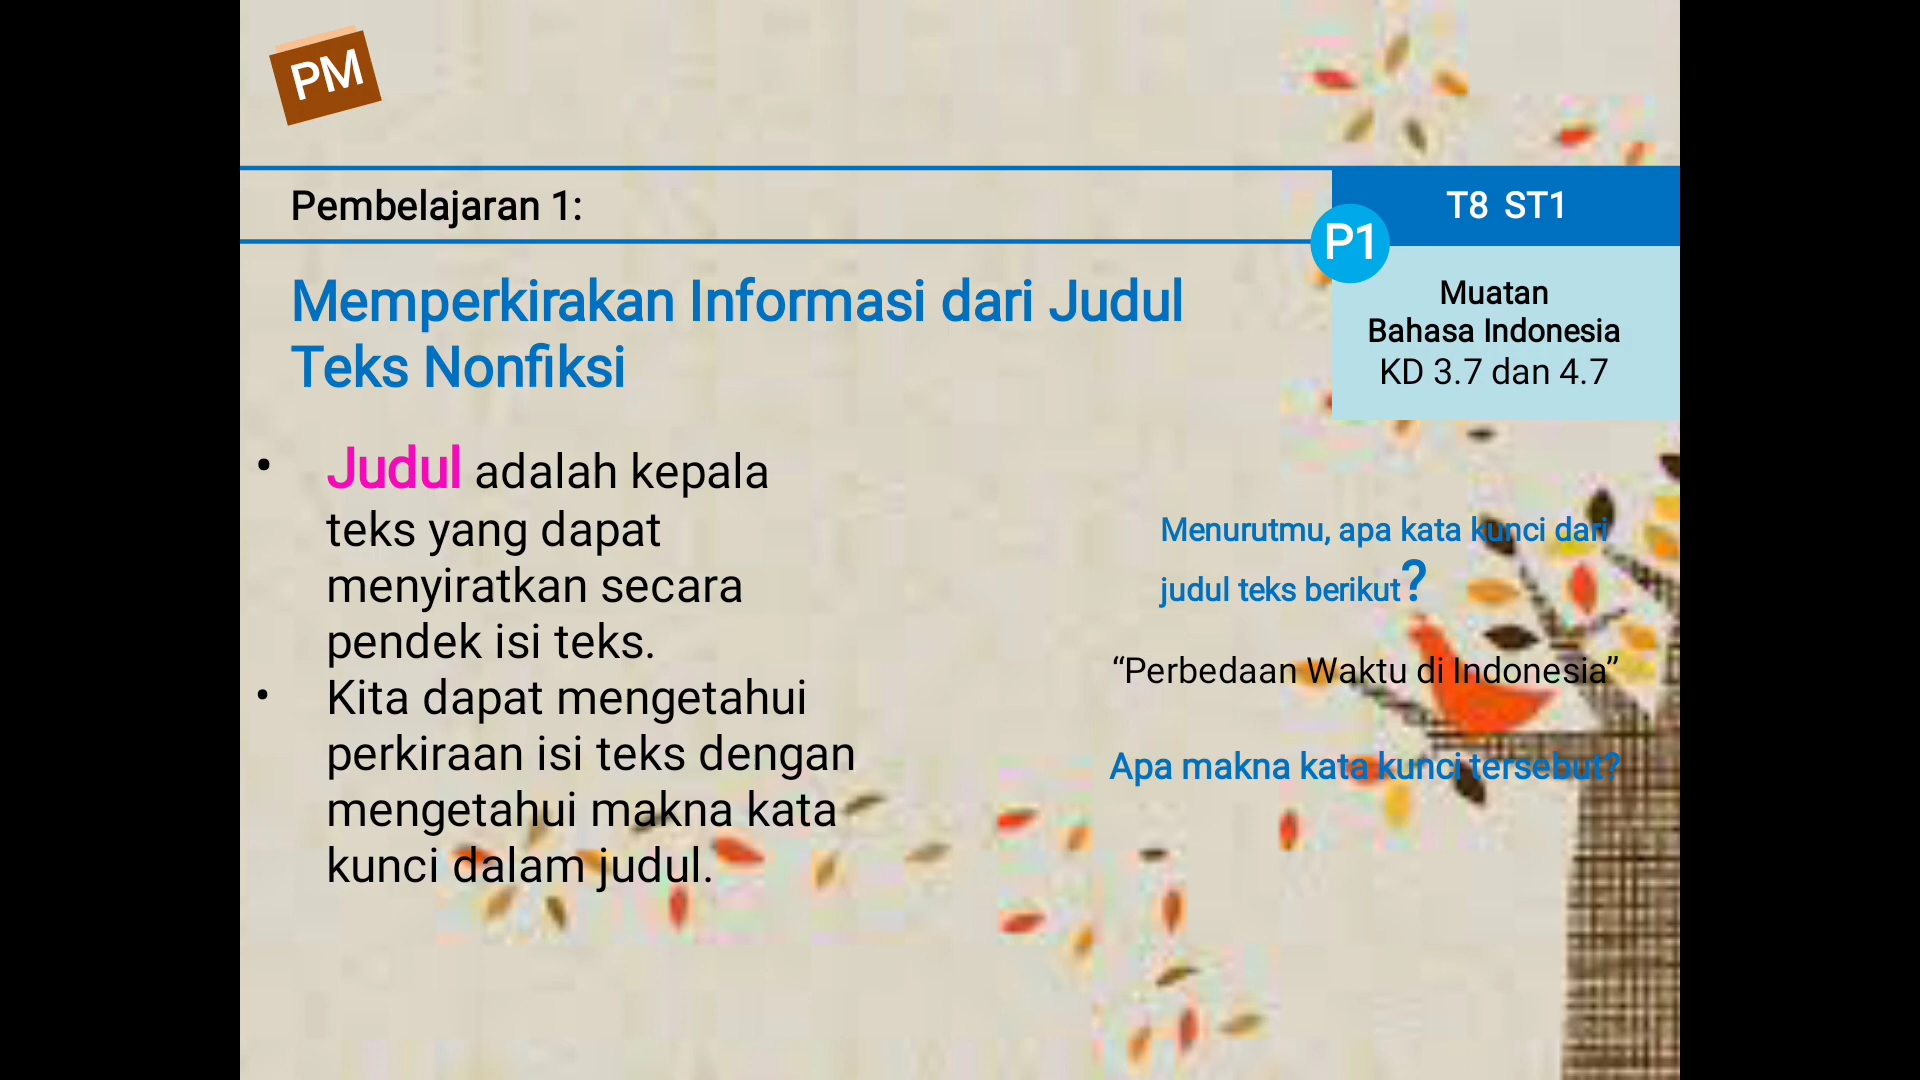 PM
Pembelajaran 1:
T8 ST1
P1
Muatan
Bahasa Indonesia
KD 3.7 dan 4.7
Memperkirakan Informasi dari Judul
Teks Nonfiksi
• Judul adalah kepala
teks yang dapat
menyiratkan secara
pendek isi teks.
• Kita dapat mengetahui
perkiraan isi teks dengan
mengetahui makna kata
kunci dalam judul.
Menurutmu, apa kata kunci dari
judul teks berikut?
“Perbedaan Waktu di Indonesia”
Apa makna kata kunci tersebut?